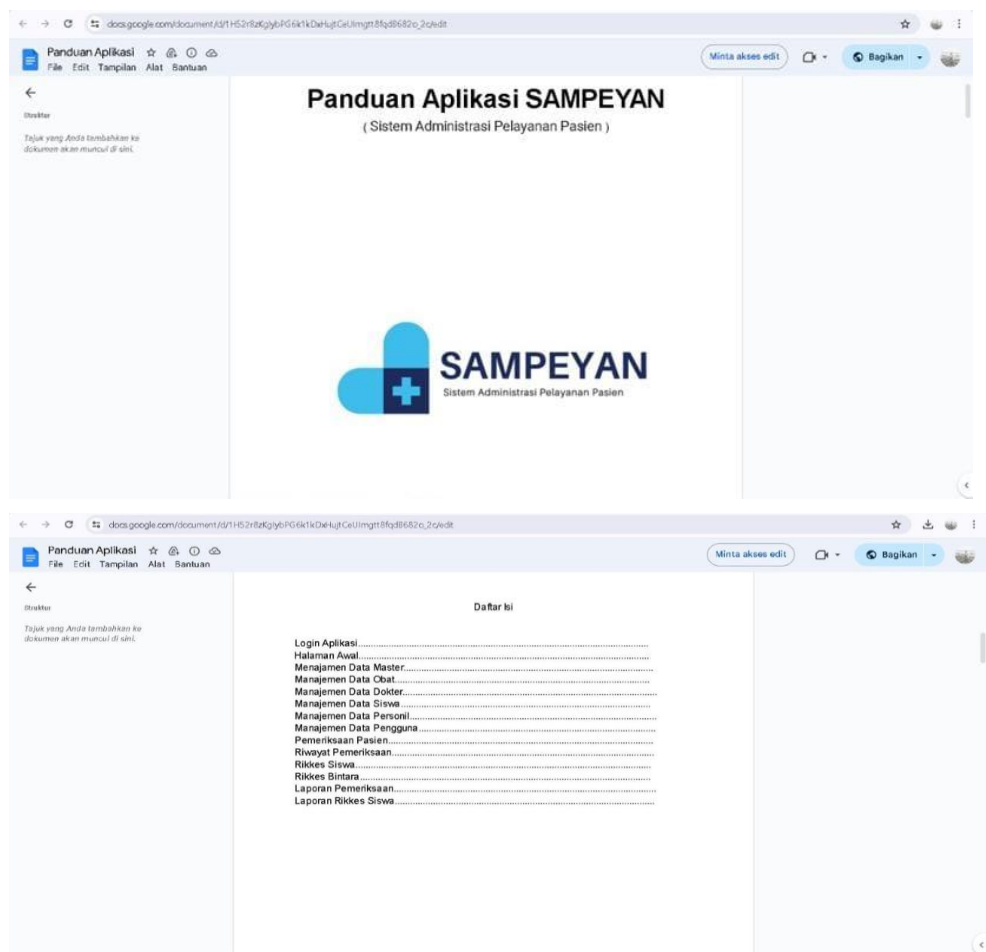 Panduan Aplikasi
File Edit Tampilan Alat Bantuan
Minta akses edit
Bagikan
Struktur
Tajuk yang Anda tambahkan ke
dokumen akan muncul di sini.
Panduan Aplikasi SAMPEYAN
( Sistem Administrasi Pelayanan Pasien )
SAMPEYAN
Sistem Administrasi Pelayanan Pasien
Panduan Aplikasi
File Edit Tampilan Alat Bantuan
Minta akses edit
Bagikan
Struktur
Tajuk yang Anda tambahkan ke
dokumen akan muncul di sini.
Daftar Isi
Login Aplikasi
Halaman Awal
Menajamen Data Master
Manajemen Data Obat
Manajemen Data Dokter
Manajemen Data Siswa
Manajemen Data Personil
Manajemen Data Pengguna
Pemeriksaan Pasien
Riwayat Pemeriksaan
Rikkes Siswa
Rikkes Bintara
Laporan Pemeriksaan
Laporan Rikkes Siswa